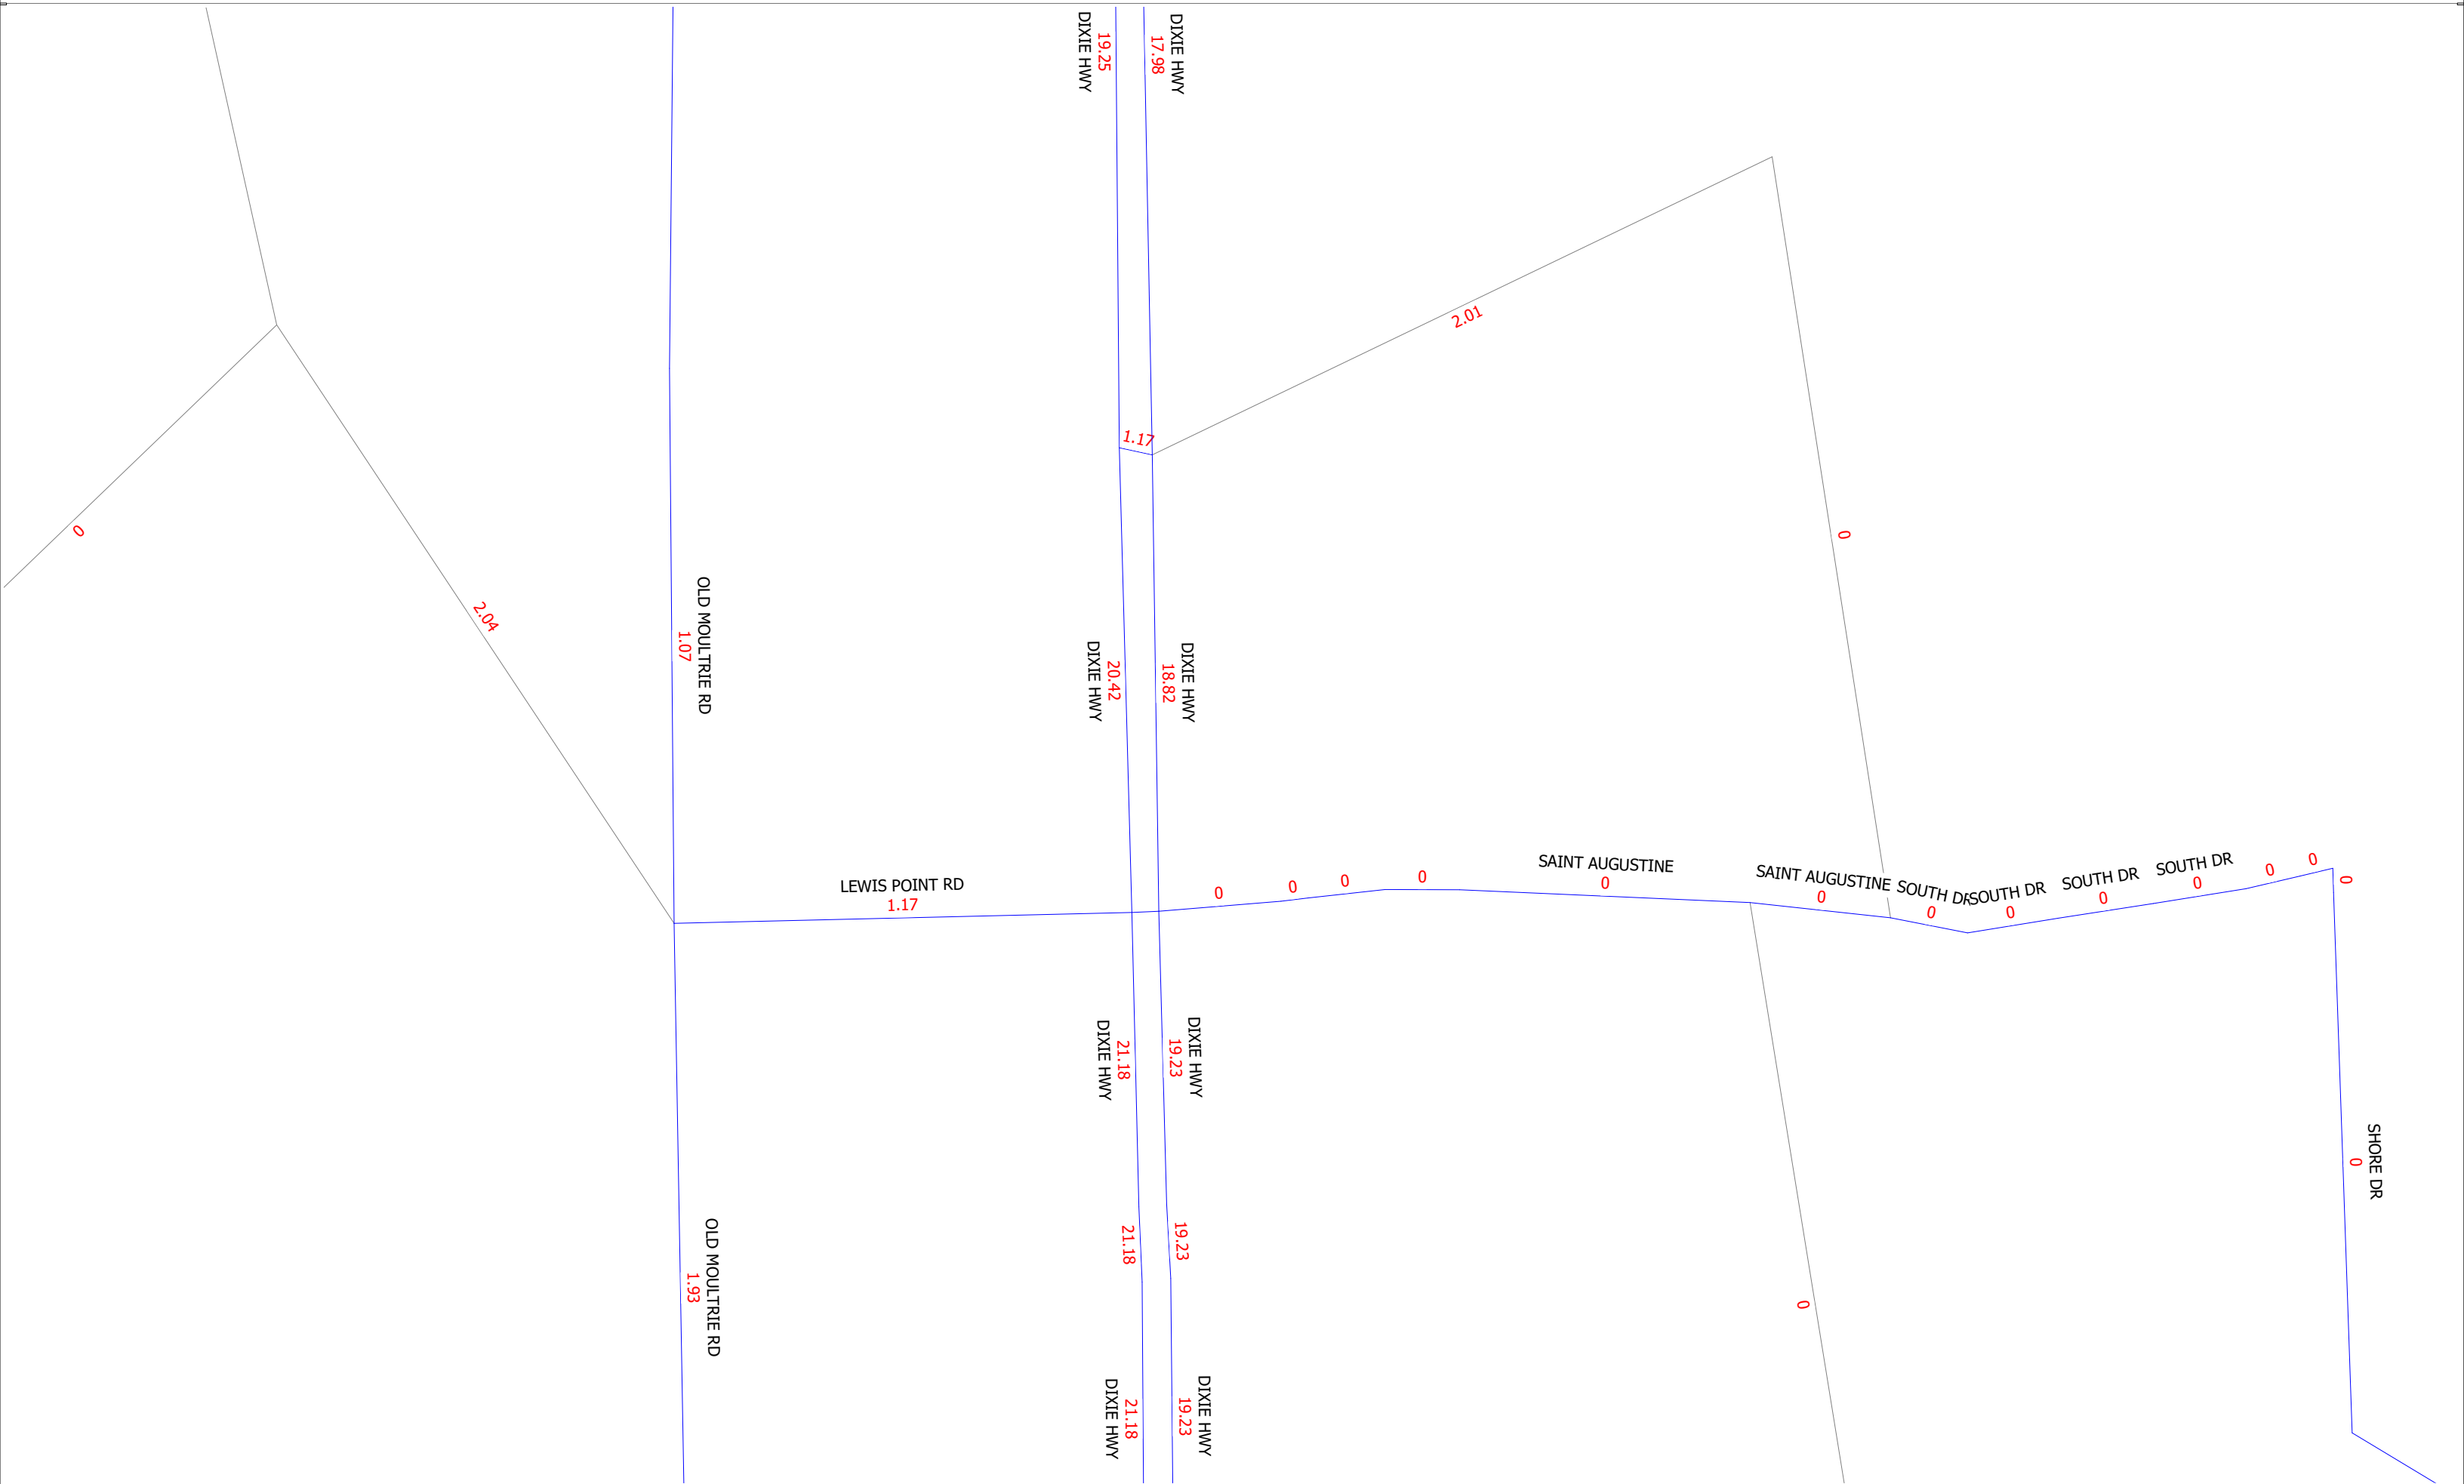 DIXIE HWY
19.25
17.98
DIXIE HWY
2.01
1.17
0
0
2.04
OLD MOULTRIE RD
1.07
DIXIE HWY
20.42
18.82
DIXIE HWY
LEWIS POINT RD
1.17
0
0
0
0
SAINT AUGUSTINE
0
SAINT AUGUSTINE
0
SOUTH DR
0
SOUTH DR
0
SOUTH DR
0
SOUTH DR
0
0
0
0
DIXIE HWY
21.18
19.23
DIXIE HWY
SHORE DR
0
21.18
19.23
OLD MOULTRIE RD
1.93
0
DIXIE HWY
21.18
19.23
DIXIE HWY